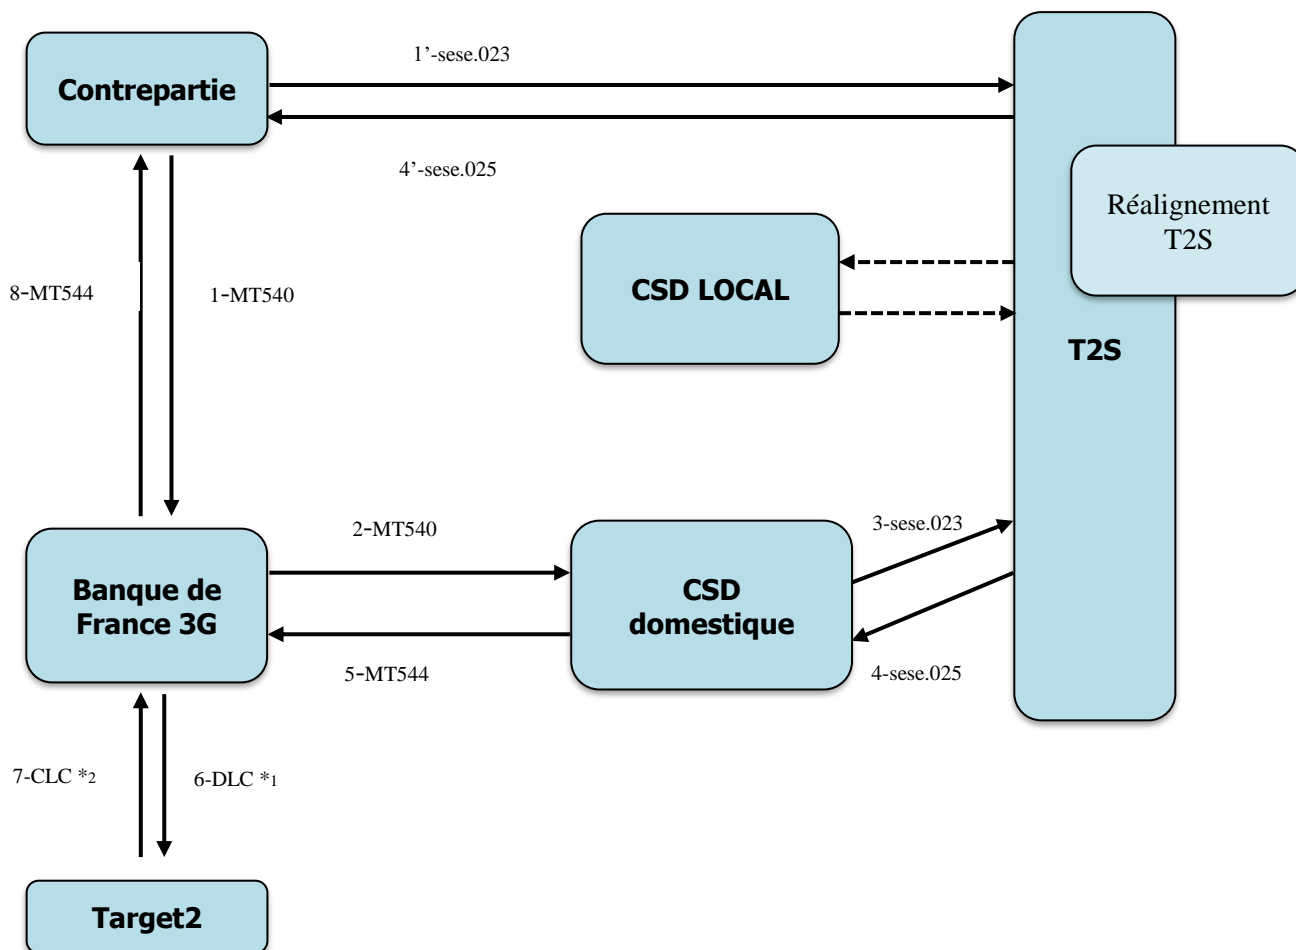 1’-sese.023
Contrepartie
4’-sese.025
Réalignement
T2S
8-MT544
1-MT540
CSD LOCAL
T2S
2-MT540
3-sese.023
Banque de
France 3G
CSD
domestique
5-MT544
4-sese.025
7-CLC *2
6-DLC *1
Target2